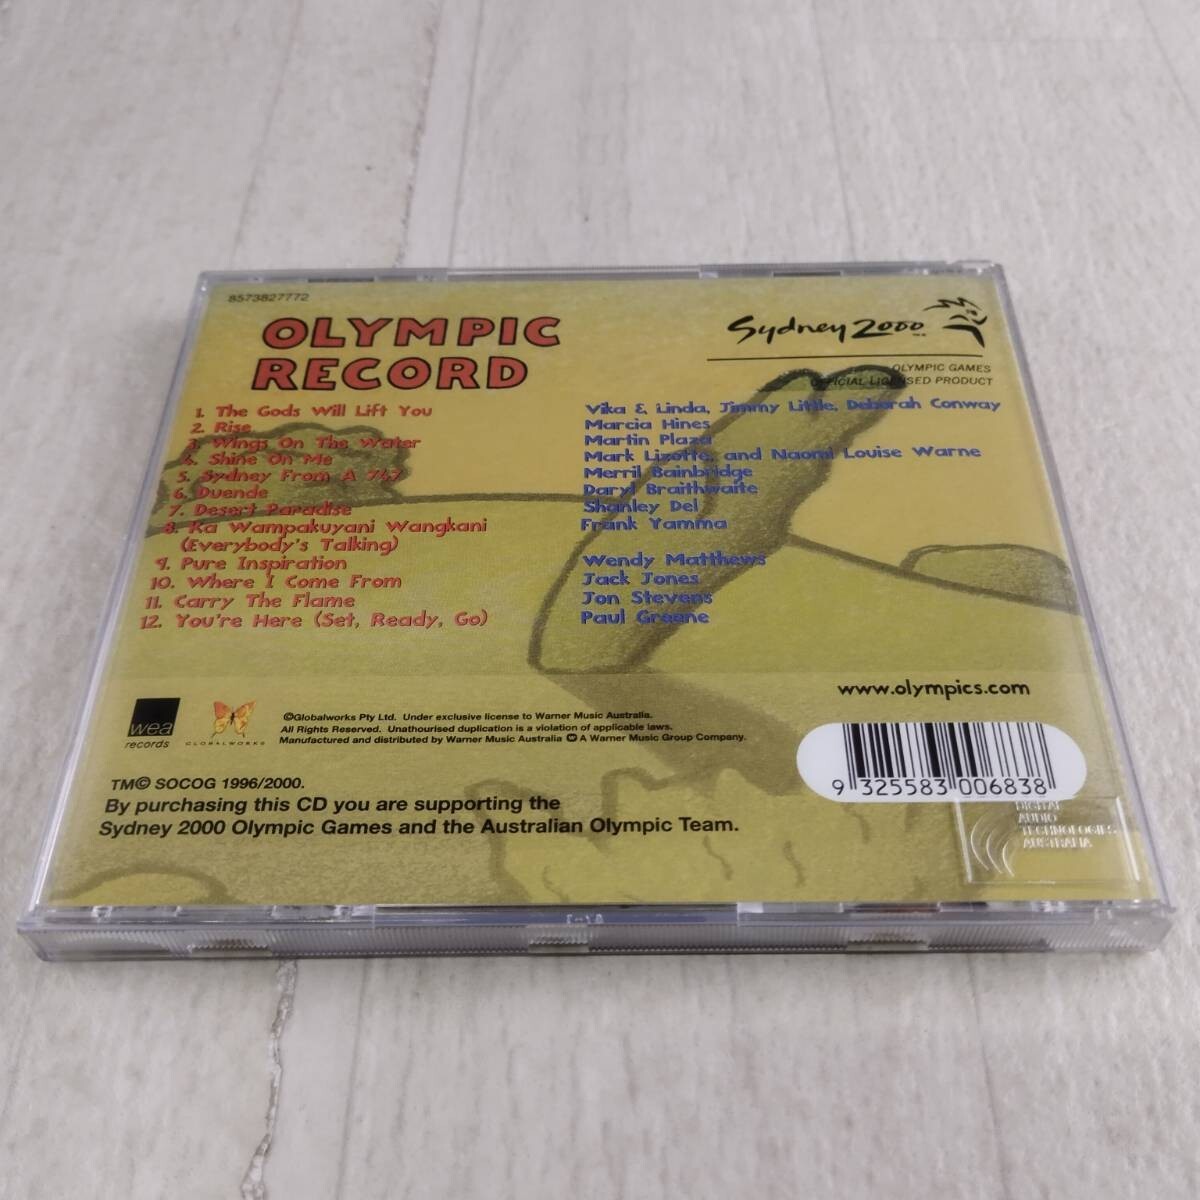 8573827772
OLYMPIC
RECORD
Sydney 2000
OLYMPIC GAMES
OFFICIAL LICENSED PRODUCT
1. The Gods Will Lift You Vika & Linda, Jimmy Little, Deborah Conway
2. Rise Marcia Hines
3. Wings On The Water Martin Plaza
4. Shine On Me Mark Lizotte, and Naomi Louise Warne
5. Sydney From A 747 Merril Bainbridge
6. Duende Daryl Braithwaite
7. Desert Paradise Shanley Del
8. Ka Wampakuyani Wangkani Frank Yamma
(Everybody's Talking)
9. Pure Inspiration Wendy Matthews
10. Where I Come From Jack Jones
11. Carry The Flame Jon Stevens
12. You're Here (Set, Ready, Go) Paul Greene
www.olympics.com
wea
records
GLOBALWORKS
©Globalworks Pty Ltd. Under exclusive license to Warner Music Australia.
All Rights Reserved. Unathourised duplication is a violation of applicable laws.
Manufactured and distributed by Warner Music Australia A Warner Music Group Company.
9 325583 006838
TM© SOCOG 1996/2000.
By purchasing this CD you are supporting the
Sydney 2000 Olympic Games and the Australian Olympic Team.
DIGITAL
AUDIO
TECHNOLOGIES
AUSTRALIA